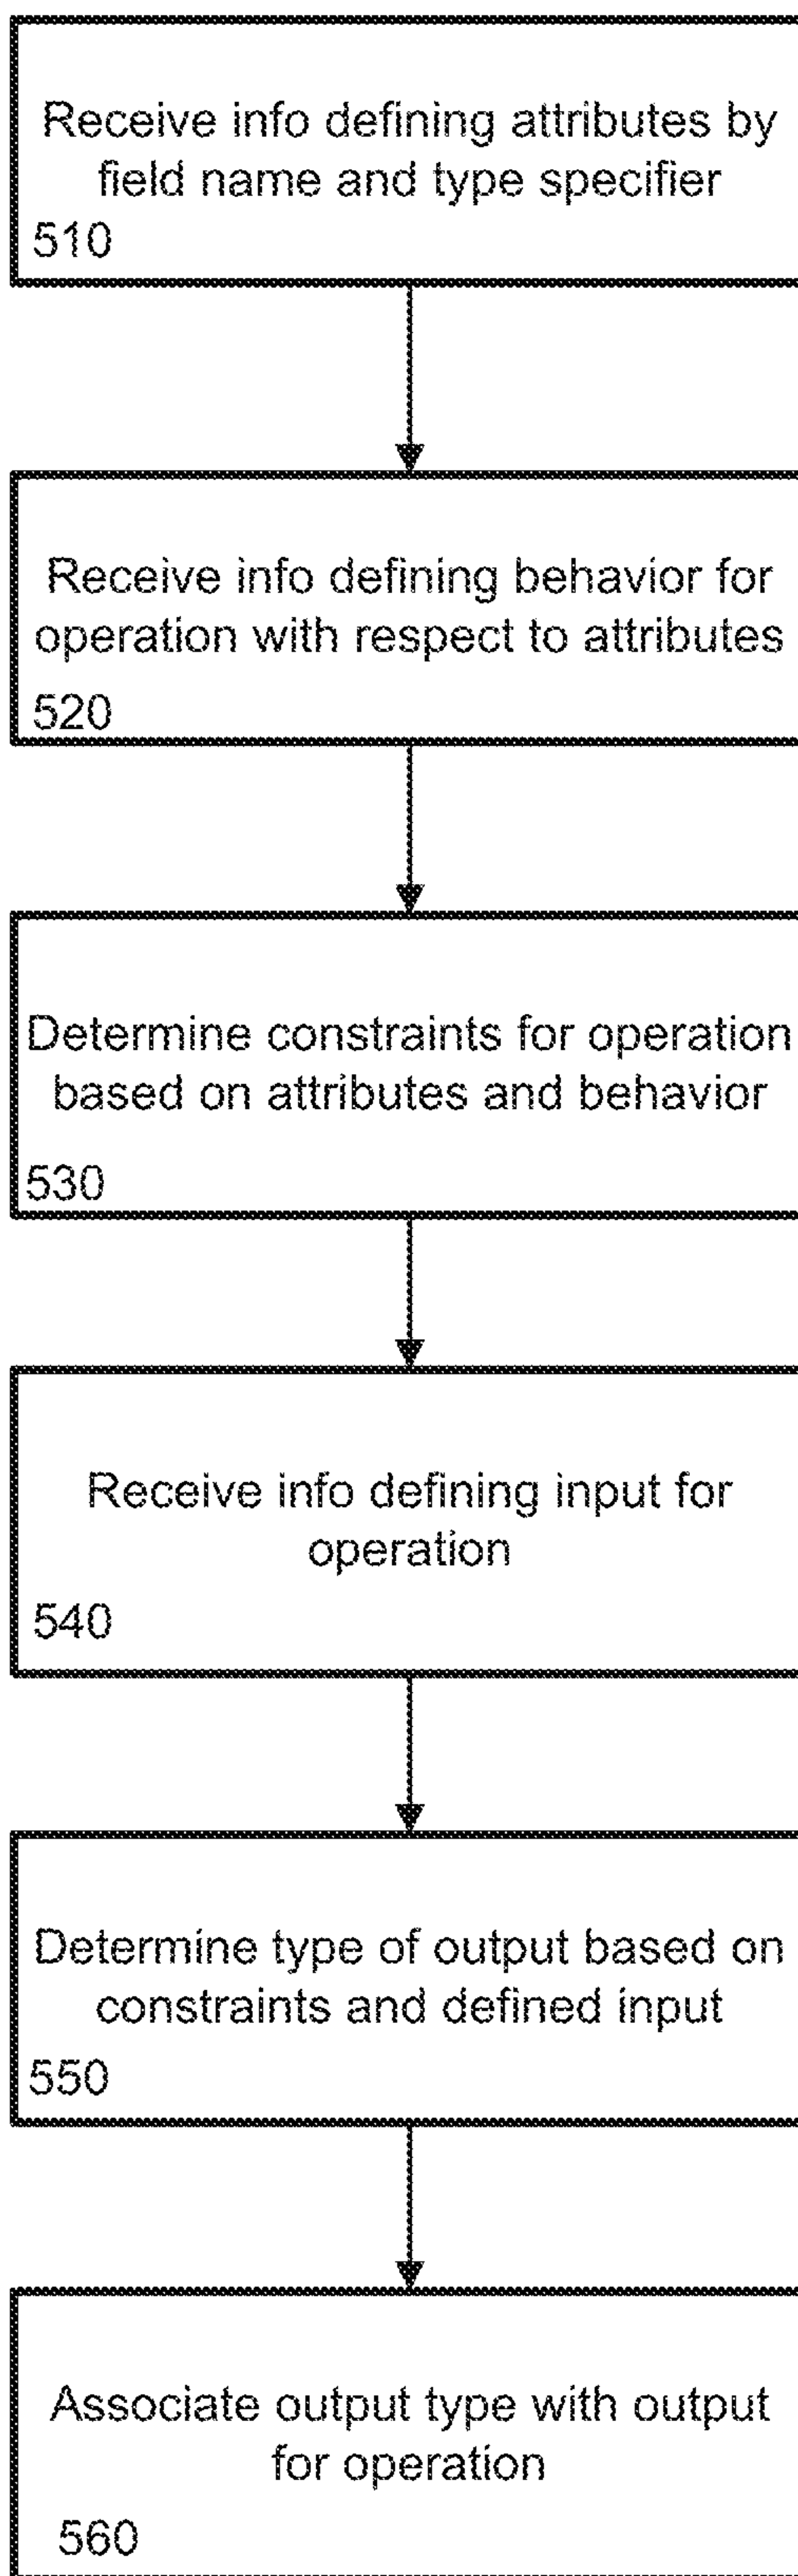 Receive info defining attributes by
field name and type specifier
510
Receive info defining behavior for
operation with respect to attributes
520
Determine constraints for operation
based on attributes and behavior
530
Receive info defining input for
operation
540
Determine type of output based on
constraints and defined input
550
Associate output type with output
for operation
560